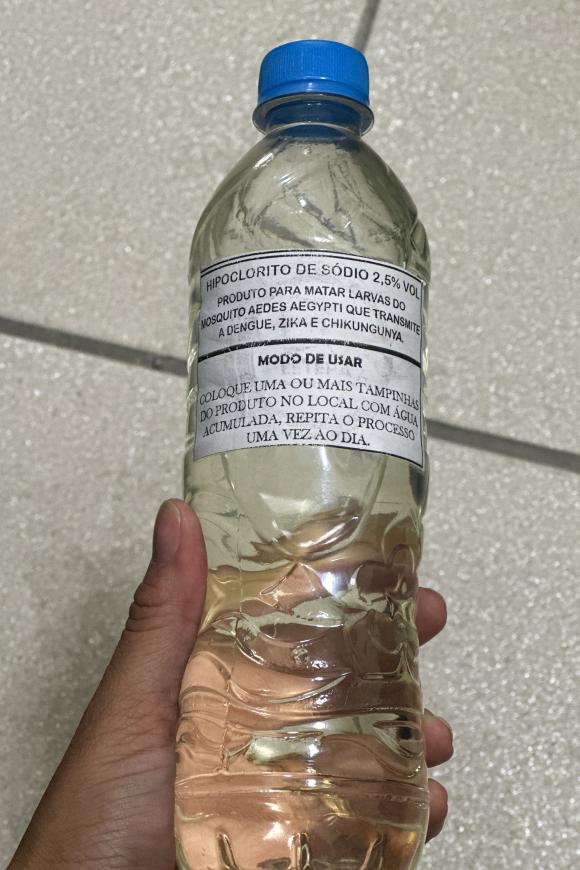 HIPOCLORITO DE SÓDIO 2,5% VOL
PRODUTO PARA MATAR LARVAS DO
MOSQUITO AEDES AEGYPTI QUE TRANSMITE
A DENGUE, ZIKA E CHIKUNGUNYA.
MODO DE USAR
COLOQUE UMA OU MAIS TAMPINHAS
DO PRODUTO NO LOCAL COM ÁGUA
ACUMULADA, REPITA O PROCESSO
UMA VEZ AO DIA.